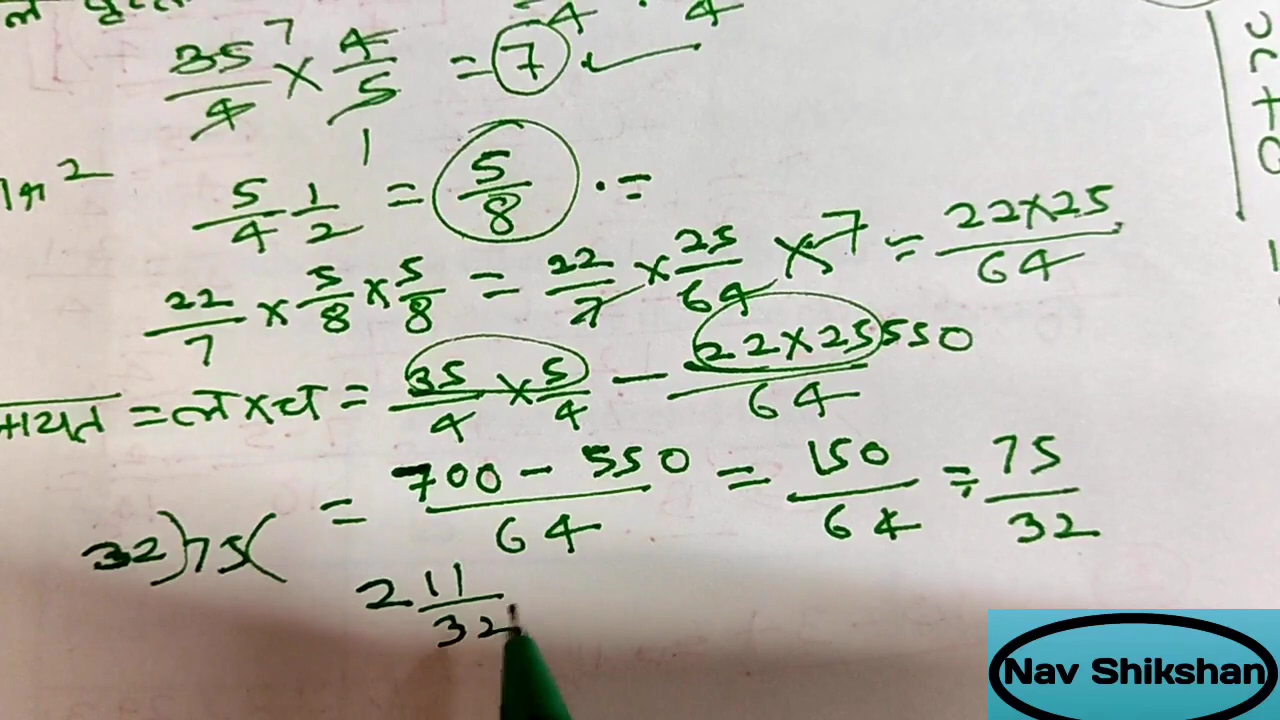 35/4 × 4/5 = 7
7
1
5/4 1/2 = 5/8 . =
22/7 × 5/8 × 5/8 = 22/7 × 25/64 × 7 = 22×25/64
= ल × च = 35/4 × 5/4 - 22×25/64 550
= 700 - 550/64 = 150/64 = 75/32
32)75(
2 11/32
Nav Shikshan